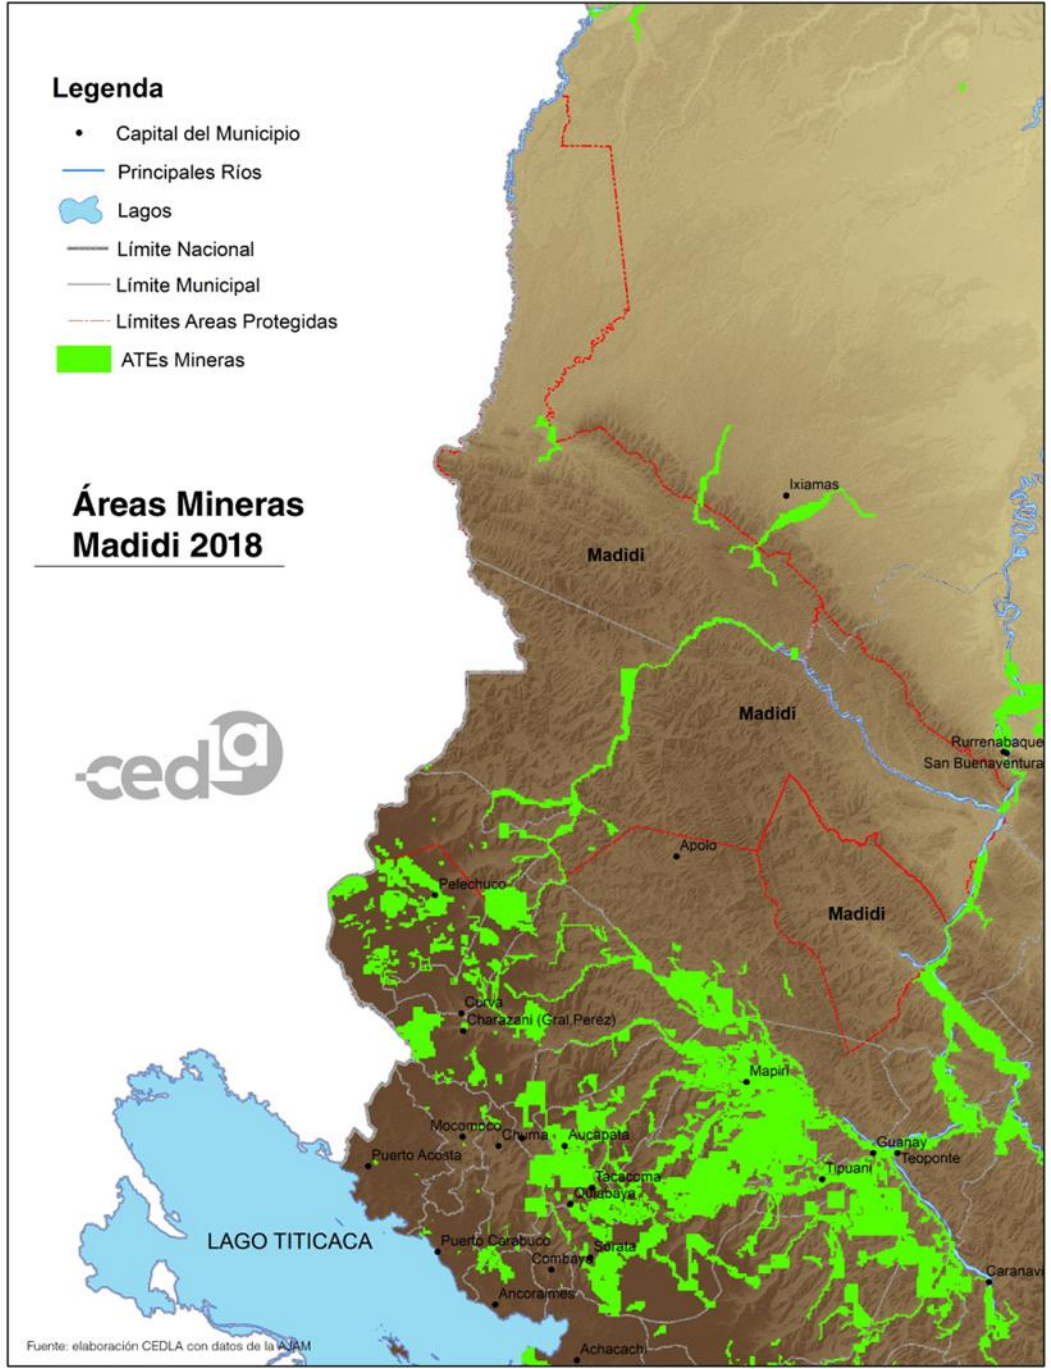 Legenda
Capital del Municipio
Principales Ríos
Lagos
Límite Nacional
Límite Municipal
Límites Areas Protegidas
ATEs Mineras
Áreas Mineras
Madidi 2018
cedla
Ixiamas
Madidi
Madidi
Rurrenabaque
San Buenaventura
Apolo
Pelechuco
Madidi
Curva
Charazani (Gral,Perez)
Mapiri
Mocomoco
Chuma
Aucapata
Guanay
Teoponte
Puerto Acosta
Tipuani
Tacacoma
Quiabaya
LAGO TITICACA
Puerto Carabuco
Sorata
Combaya
Caranavi
Ancoraimes
Fuente: elaboración CEDLA con datos de la AJAM
Achacachi